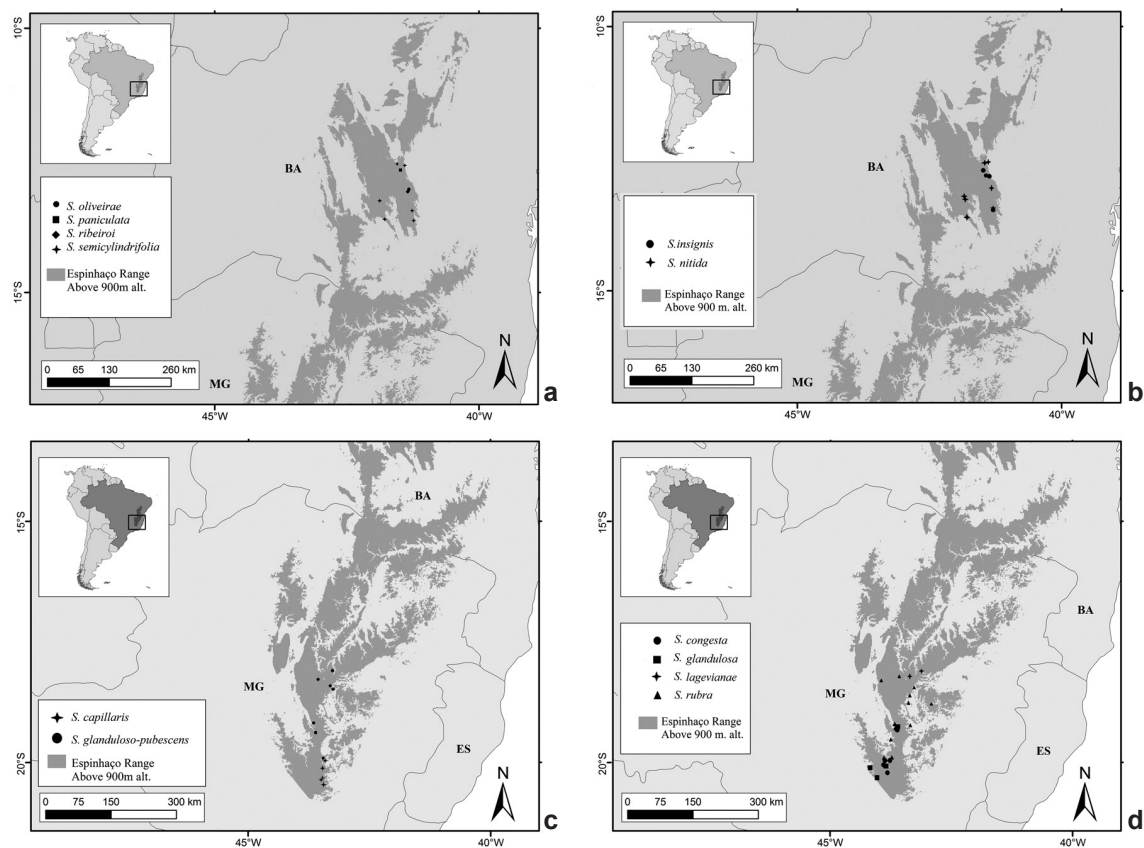 10°S
BA
S. oliveirae
S. paniculata
S. ribeiroi
S. semicylindrifolia
Espinhaço Range
Above 900m alt.
15°S
0 65 130 260 km
MG
N
45°W 40°W
a
10°S
BA
S.insignis
S. nitida
Espinhaço Range
Above 900 m. alt.
15°S
0 65 130 260 km
MG
N
45°W 40°W
b
BA
15°S
MG
S. capillaris
S. glanduloso-pubescens
Espinhaço Range
Above 900m alt.
ES
20°S
0 75 150 300 km
N
45°W 40°W
c
15°S
BA
S. congesta
S. glandulosa
S. lagevianae
S. rubra
MG
Espinhaço Range
Above 900 m. alt.
ES
20°S
0 75 150 300 km
N
45°W 40°W
d